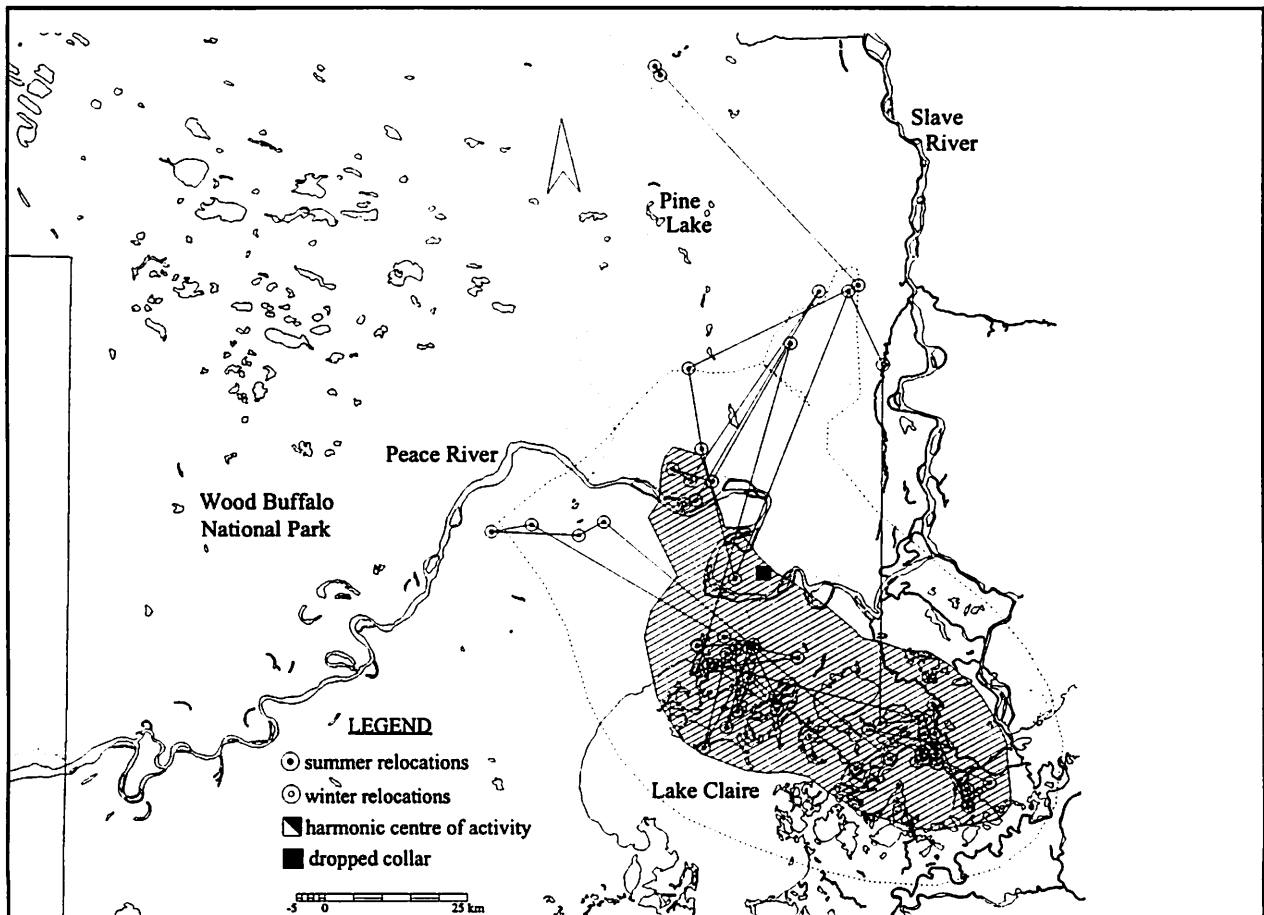 Slave
River
Pine
Lake
Peace River
Wood Buffalo
National Park
LEGEND
summer relocations
winter relocations
harmonic centre of activity
dropped collar
Lake Claire
-5 0 25 km